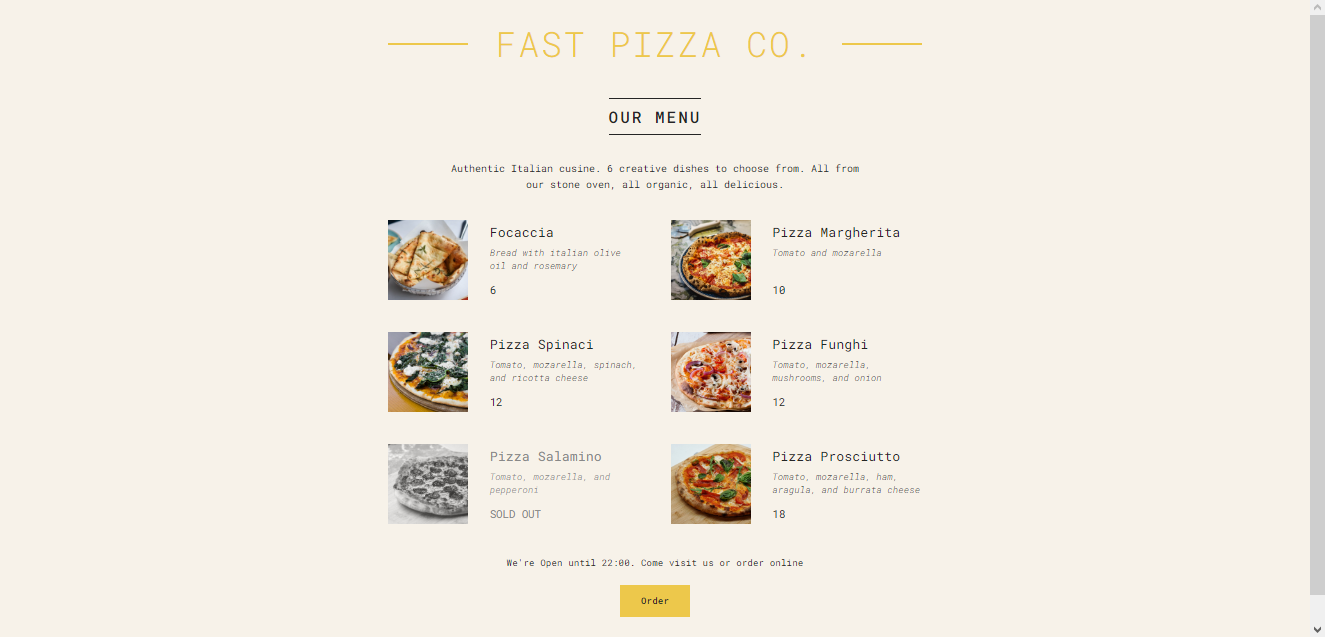 FAST PIZZA CO.
OUR MENU
Authentic Italian cusine. 6 creative dishes to choose from. All from
our stone oven, all organic, all delicious.
Focaccia
Bread with italian olive
oil and rosemary
6
Pizza Margherita
Tomato and mozarella
10
Pizza Spinaci
Tomato, mozarella, spinach,
and ricotta cheese
12
Pizza Funghi
Tomato, mozarella,
mushrooms, and onion
12
Pizza Salamino
Tomato, mozarella, and
pepperoni
SOLD OUT
Pizza Prosciutto
Tomato, mozarella, ham,
aragula, and burrata cheese
18
We're Open until 22:00. Come visit us or order online
Order